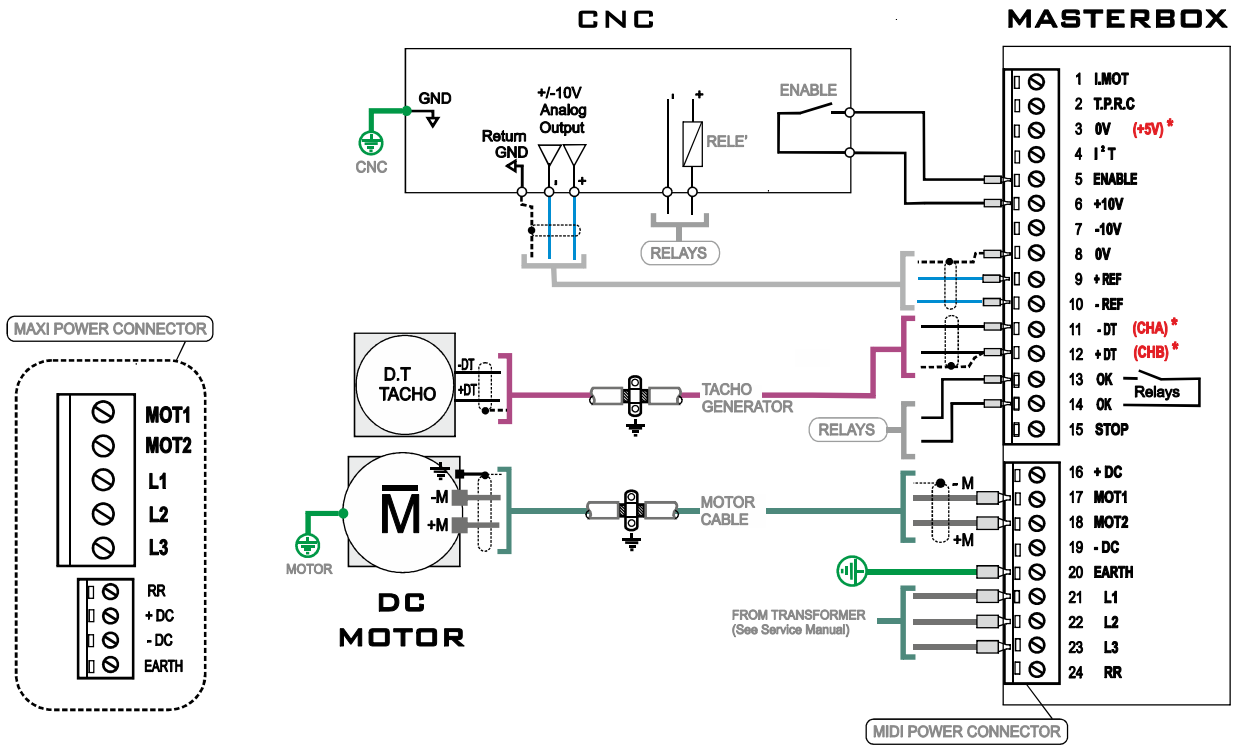 CNC
MASTERBOX
GND
CNC
+/-10V
Analog
Output
Return
GND
- +
- +
RELE'
ENABLE
RELAYS
1 I.MOT
2 T.P.R.C
3 0V (+5V) *
4 I²T
5 ENABLE
6 +10V
7 -10V
8 0V
9 +REF
10 -REF
11 -DT (CHA) *
12 +DT (CHB) *
13 OK
Relays
14 OK
15 STOP
MAXI POWER CONNECTOR
MOT1
MOT2
L1
L2
L3
RR
+ DC
- DC
EARTH
D.T
TACHO
-DT
+DT
TACHO
GENERATOR
RELAYS
M
-M
+M
MOTOR
MOTOR
CABLE
- M
+M
DC
MOTOR
FROM TRANSFORMER
(See Service Manual)
16 + DC
17 MOT1
18 MOT2
19 - DC
20 EARTH
21 L1
22 L2
23 L3
24 RR
MIDI POWER CONNECTOR